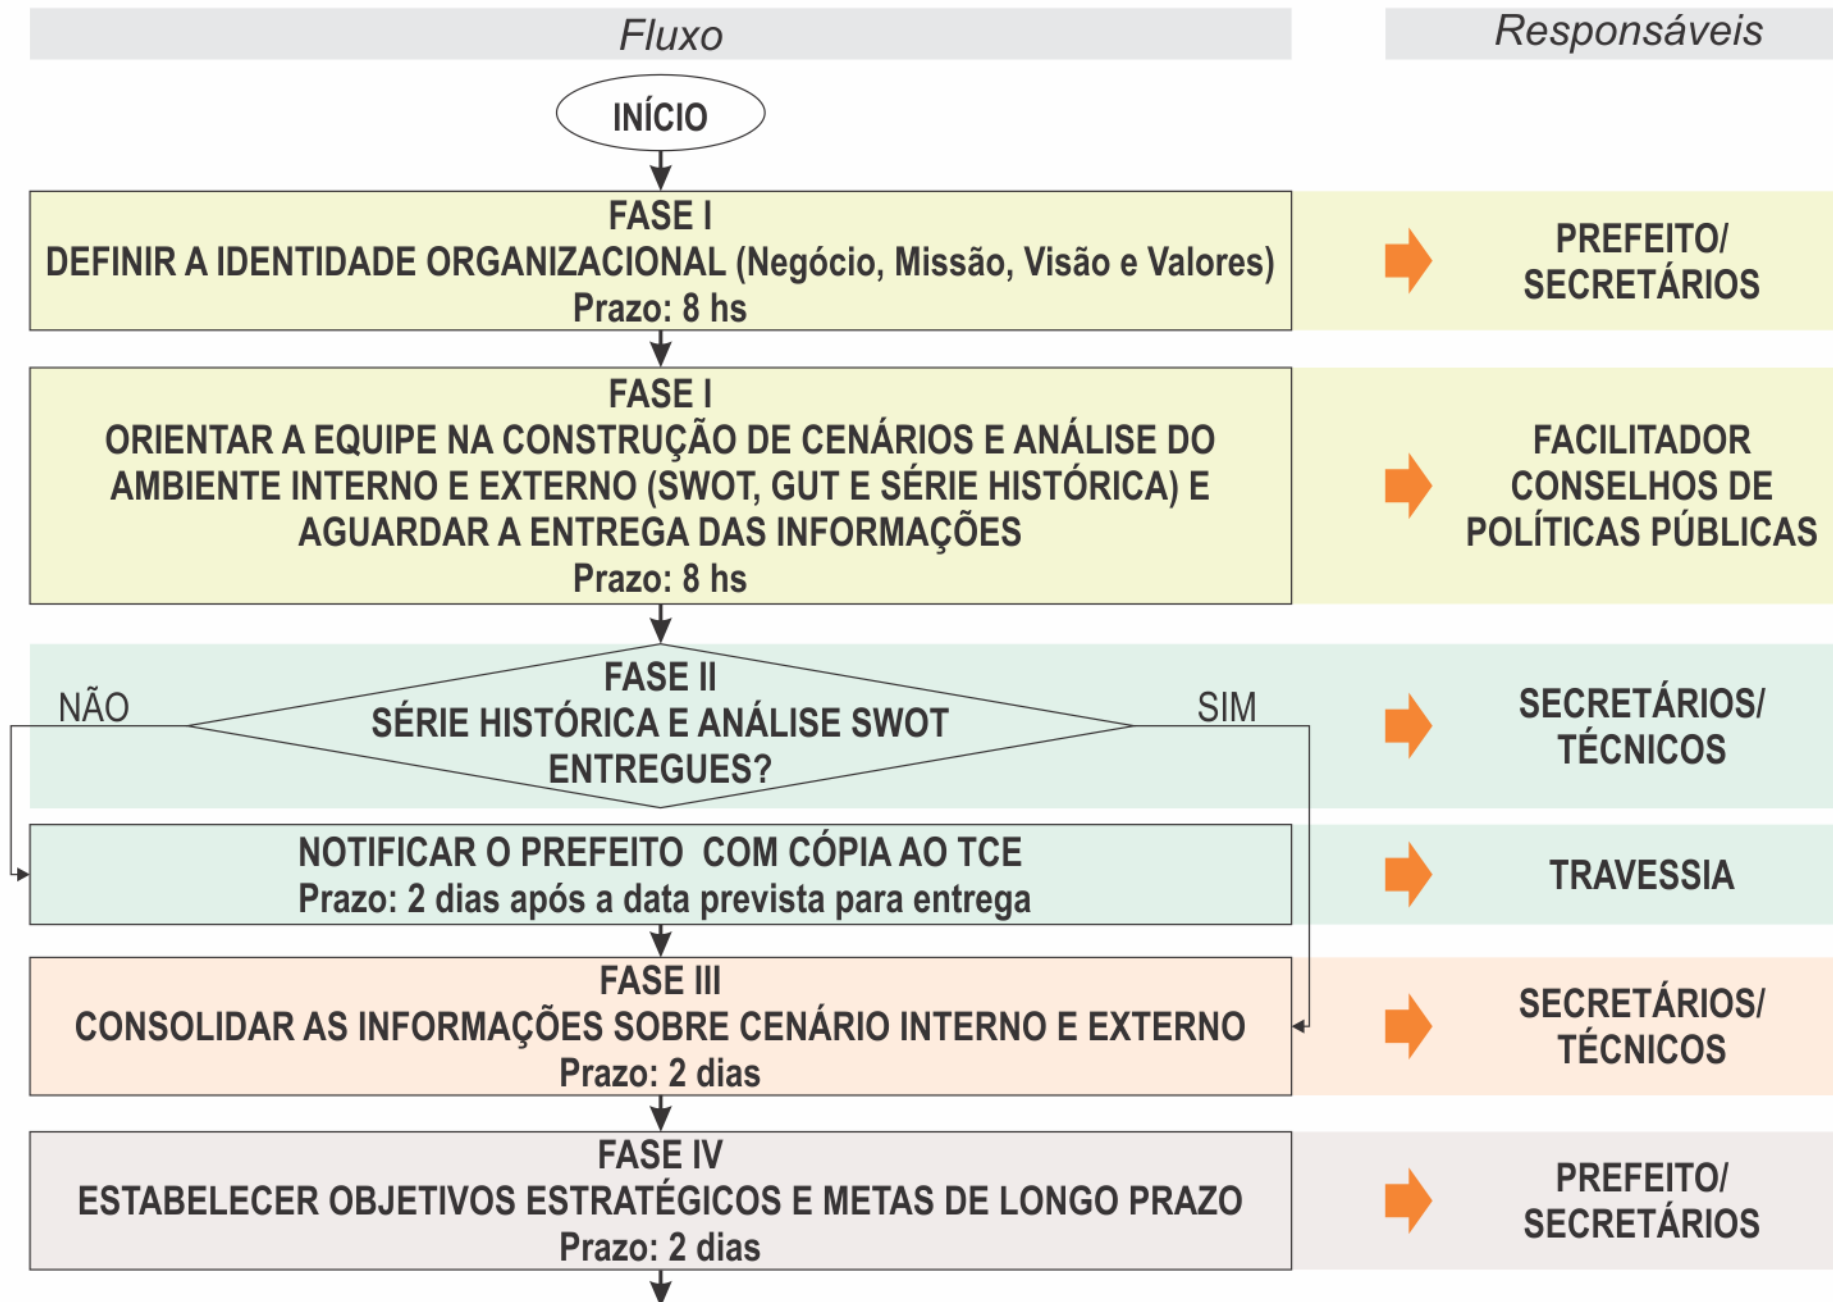 Fluxo
Responsáveis
INÍCIO
FASE I
DEFINIR A IDENTIDADE ORGANIZACIONAL (Negócio, Missão, Visão e Valores)
Prazo: 8 hs
PREFEITO/
SECRETÁRIOS
FASE I
ORIENTAR A EQUIPE NA CONSTRUÇÃO DE CENÁRIOS E ANÁLISE DO
AMBIENTE INTERNO E EXTERNO (SWOT, GUT E SÉRIE HISTÓRICA) E
AGUARDAR A ENTREGA DAS INFORMAÇÕES
Prazo: 8 hs
FACILITADOR
CONSELHOS DE
POLÍTICAS PÚBLICAS
NÃO
FASE II
SÉRIE HISTÓRICA E ANÁLISE SWOT
ENTREGUES?
SIM
SECRETÁRIOS/
TÉCNICOS
NOTIFICAR O PREFEITO COM CÓPIA AO TCE
Prazo: 2 dias após a data prevista para entrega
TRAVESSIA
FASE III
CONSOLIDAR AS INFORMAÇÕES SOBRE CENÁRIO INTERNO E EXTERNO
Prazo: 2 dias
SECRETÁRIOS/
TÉCNICOS
FASE IV
ESTABELECER OBJETIVOS ESTRATÉGICOS E METAS DE LONGO PRAZO
Prazo: 2 dias
PREFEITO/
SECRETÁRIOS